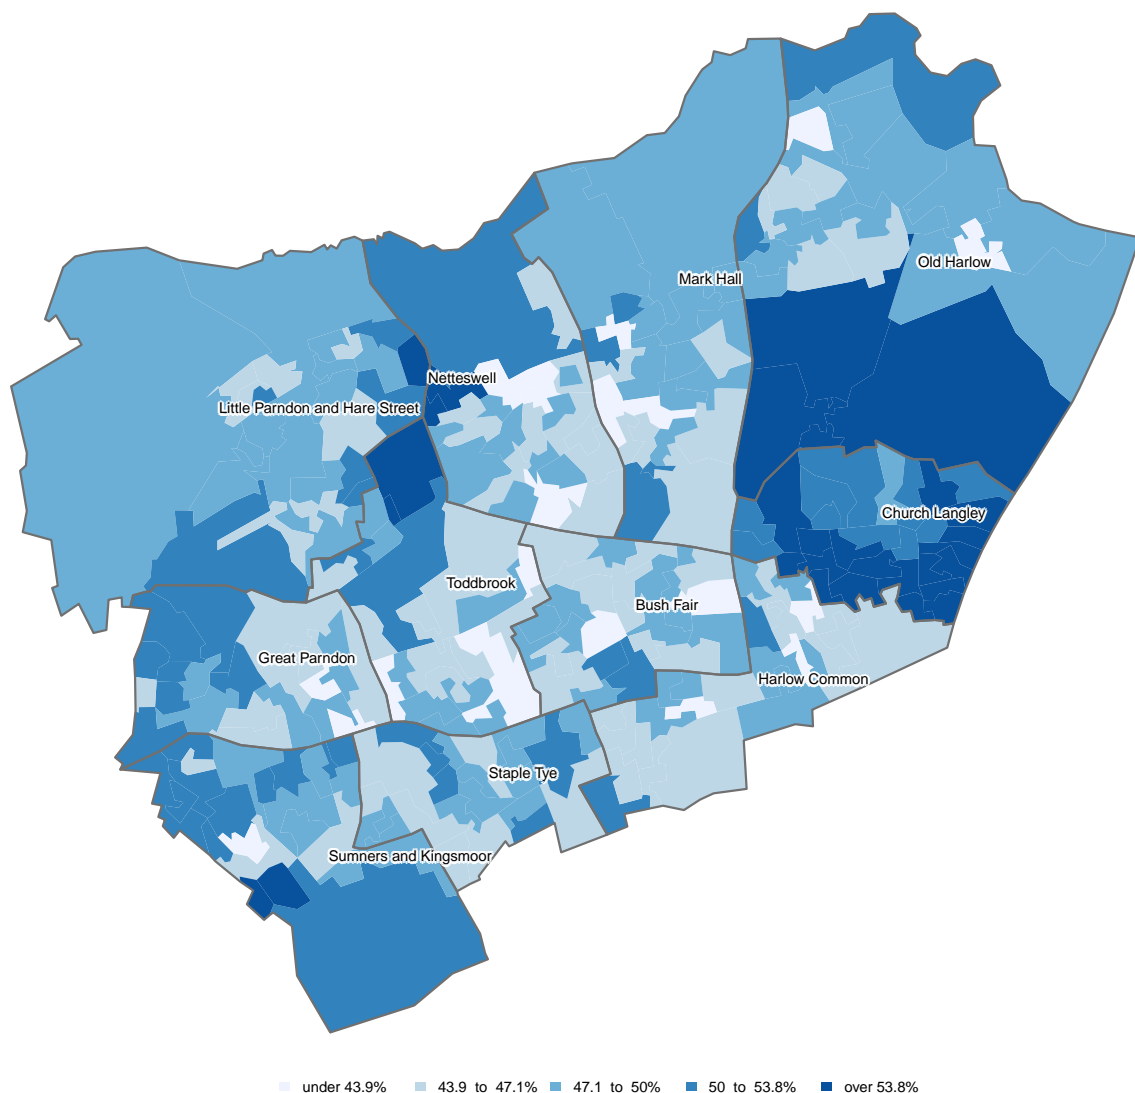 Old Harlow
Mark Hall
Netteswell
Little Parndon and Hare Street
Church Langley
Toddbrook
Bush Fair
Great Parndon
Harlow Common
Staple Tye
Sumners and Kingsmoor
under 43.9% 43.9 to 47.1% 47.1 to 50% 50 to 53.8% over 53.8%